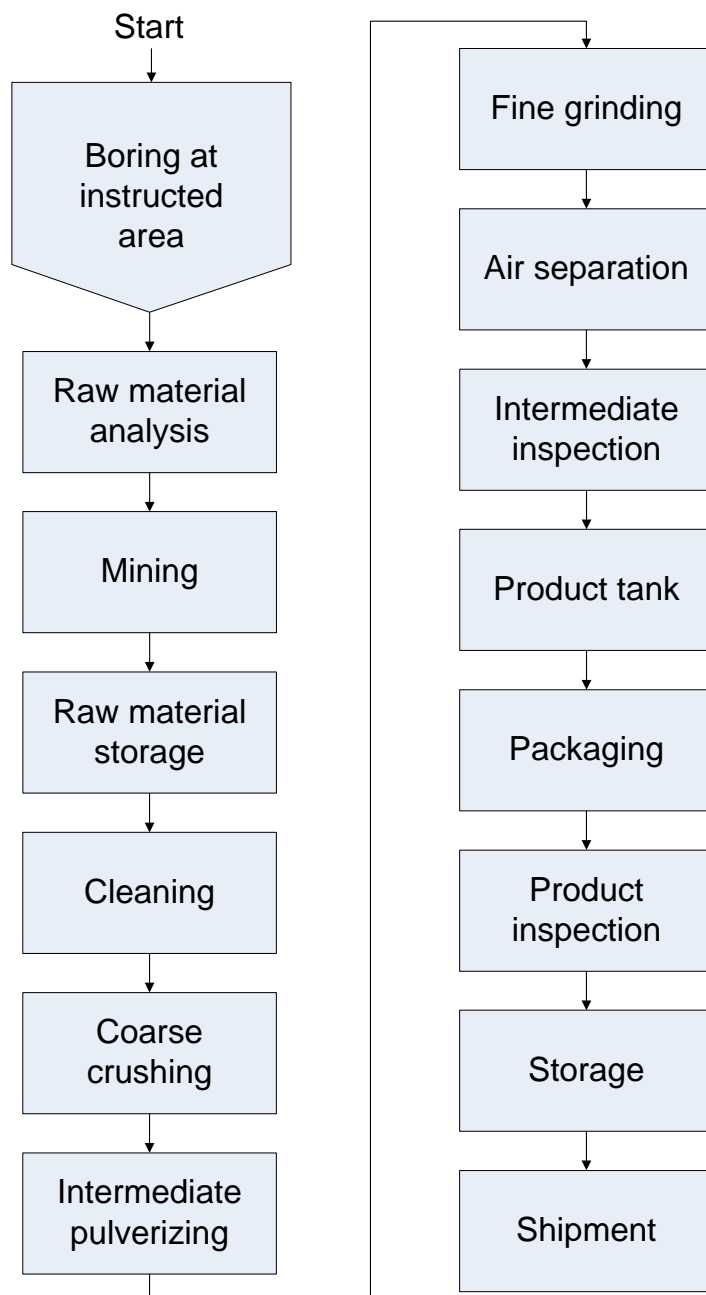 Start
Boring at
instructed
area
Raw material
analysis
Mining
Raw material
storage
Cleaning
Coarse
crushing
Intermediate
pulverizing
Fine grinding
Air separation
Intermediate
inspection
Product tank
Packaging
Product
inspection
Storage
Shipment